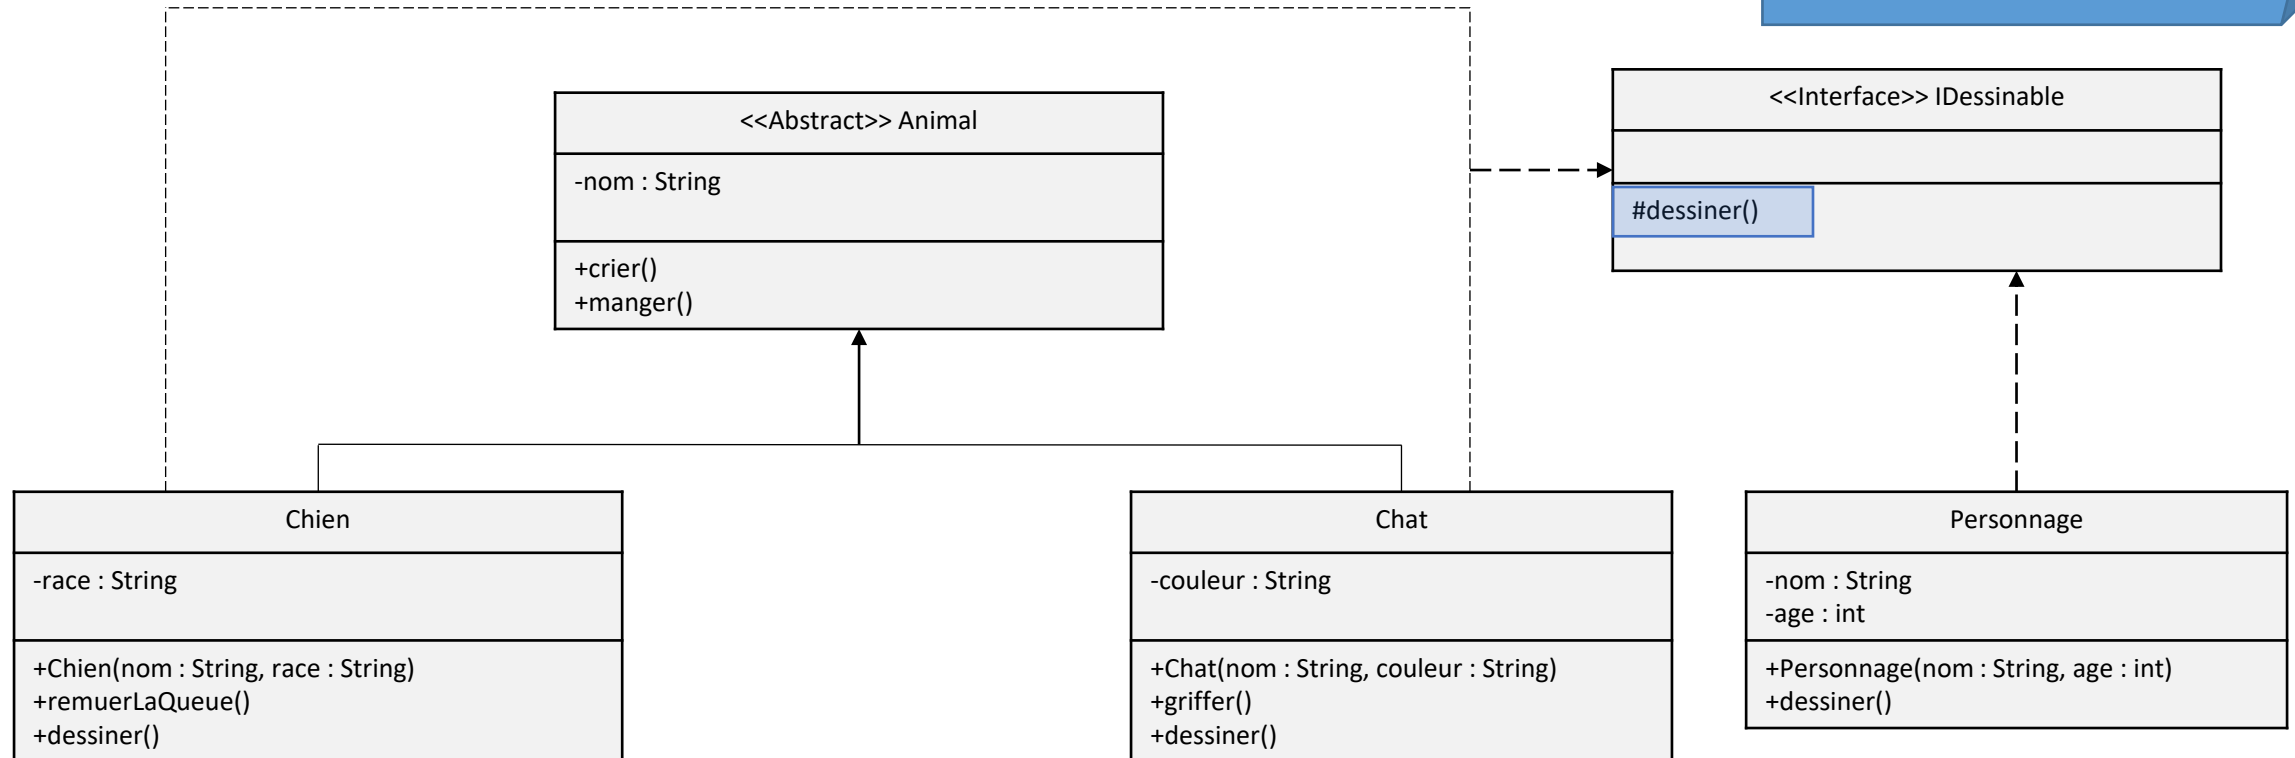 <<Abstract>> Animal
-nom : String
+crier()
+manger()
<<Interface>> IDessinable
#dessiner()
Chien
-race : String
+Chien(nom : String, race : String)
+remuerLaQueue()
+dessiner()
Chat
-couleur : String
+Chat(nom : String, couleur : String)
+griffer()
+dessiner()
Personnage
-nom : String
-age : int
+Personnage(nom : String, age : int)
+dessiner()